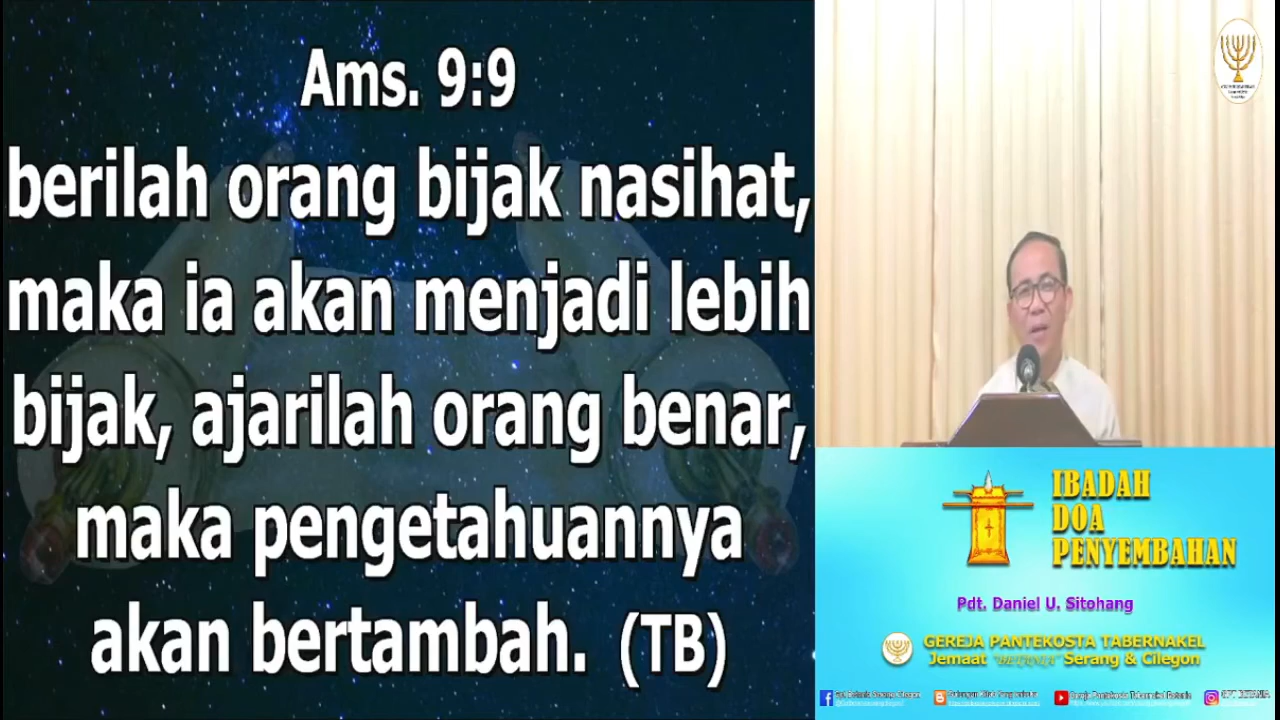 Ams. 9:9
berilah orang bijak nasihat,
maka ia akan menjadi lebih
bijak, ajarilah orang benar,
maka pengetahuannya
akan bertambah. (TB)
IBADAH
DOA
PENYEMBAHAN
Pdt. Daniel U. Sitohang
GEREJA PANTEKOSTA TABERNAKEL
Jemaat "BETANIA" Serang & Cilegon